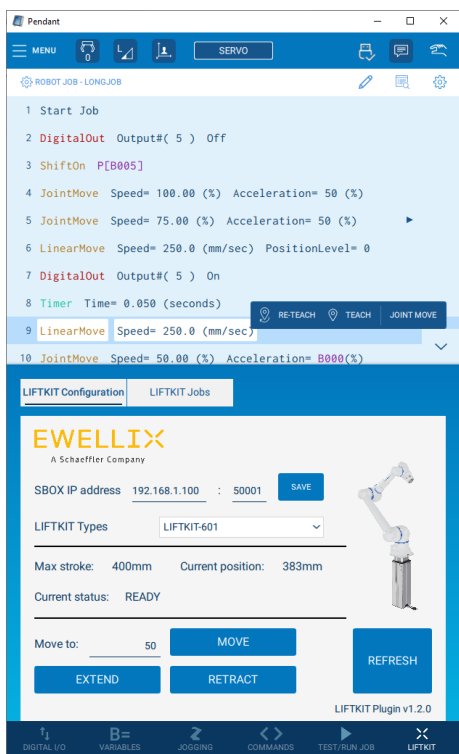 Pendant
MENU 0 SERVO
ROBOT JOB - LONGJOB
1 Start Job
2 DigitalOut Output#( 5 ) Off
3 ShiftOn P[B005]
4 JointMove Speed= 100.00 (%) Acceleration= 50 (%)
5 JointMove Speed= 75.00 (%) Acceleration= 50 (%)
6 LinearMove Speed= 250.0 (mm/sec) PositionLevel= 0
7 DigitalOut Output#( 5 ) On
8 Timer Time= 0.050 (seconds)
RE-TEACH TEACH JOINT MOVE
9 LinearMove Speed= 250.0 (mm/sec)
10 JointMove Speed= 50.00 (%) Acceleration= B000(%)
LIFTKIT Configuration LIFTKIT Jobs
EWELLIX
A Schaeffler Company
SBOX IP address 192.168.1.100 : 50001 SAVE
LIFTKIT Types LIFTKIT-601
Max stroke: 400mm Current position: 383mm
Current status: READY
Move to: 50 MOVE
EXTEND RETRACT REFRESH
LIFTKIT Plugin v1.2.0
DIGITAL I/O B= VARIABLES JOGGING COMMANDS TEST/RUN JOB LIFTKIT